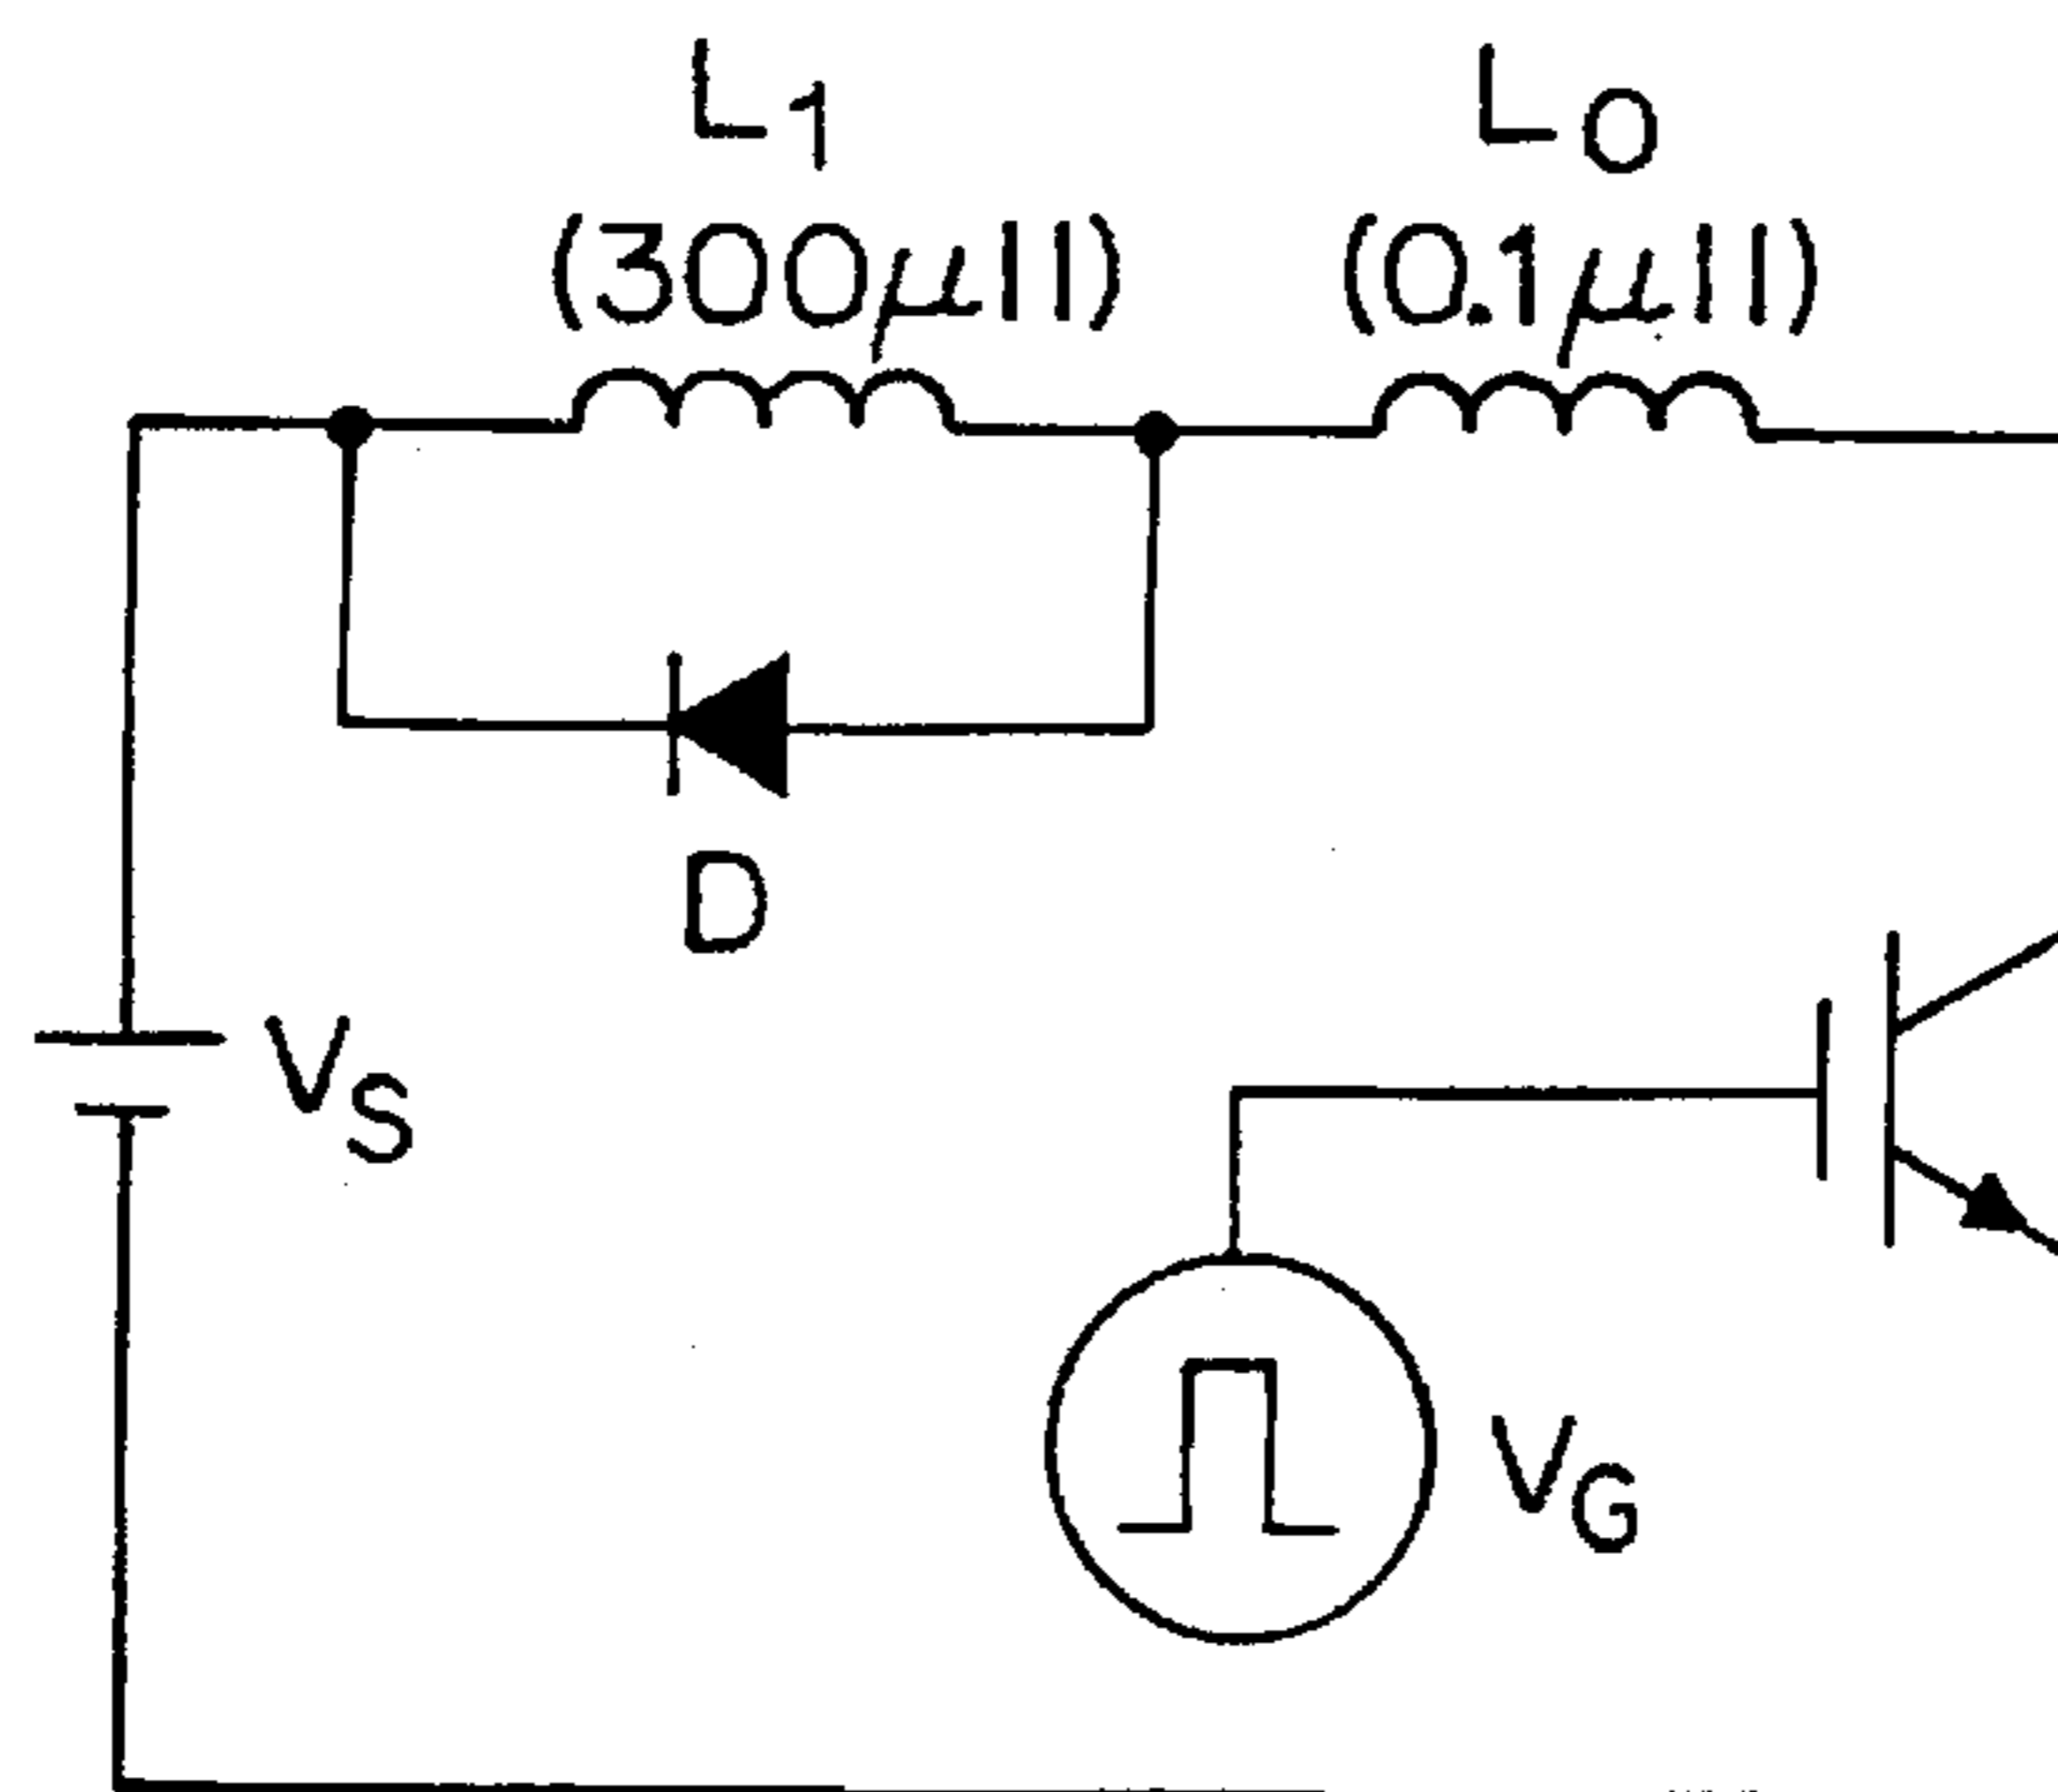 L1
(300μH)
L0
(0.1μH)
D
VS
VG